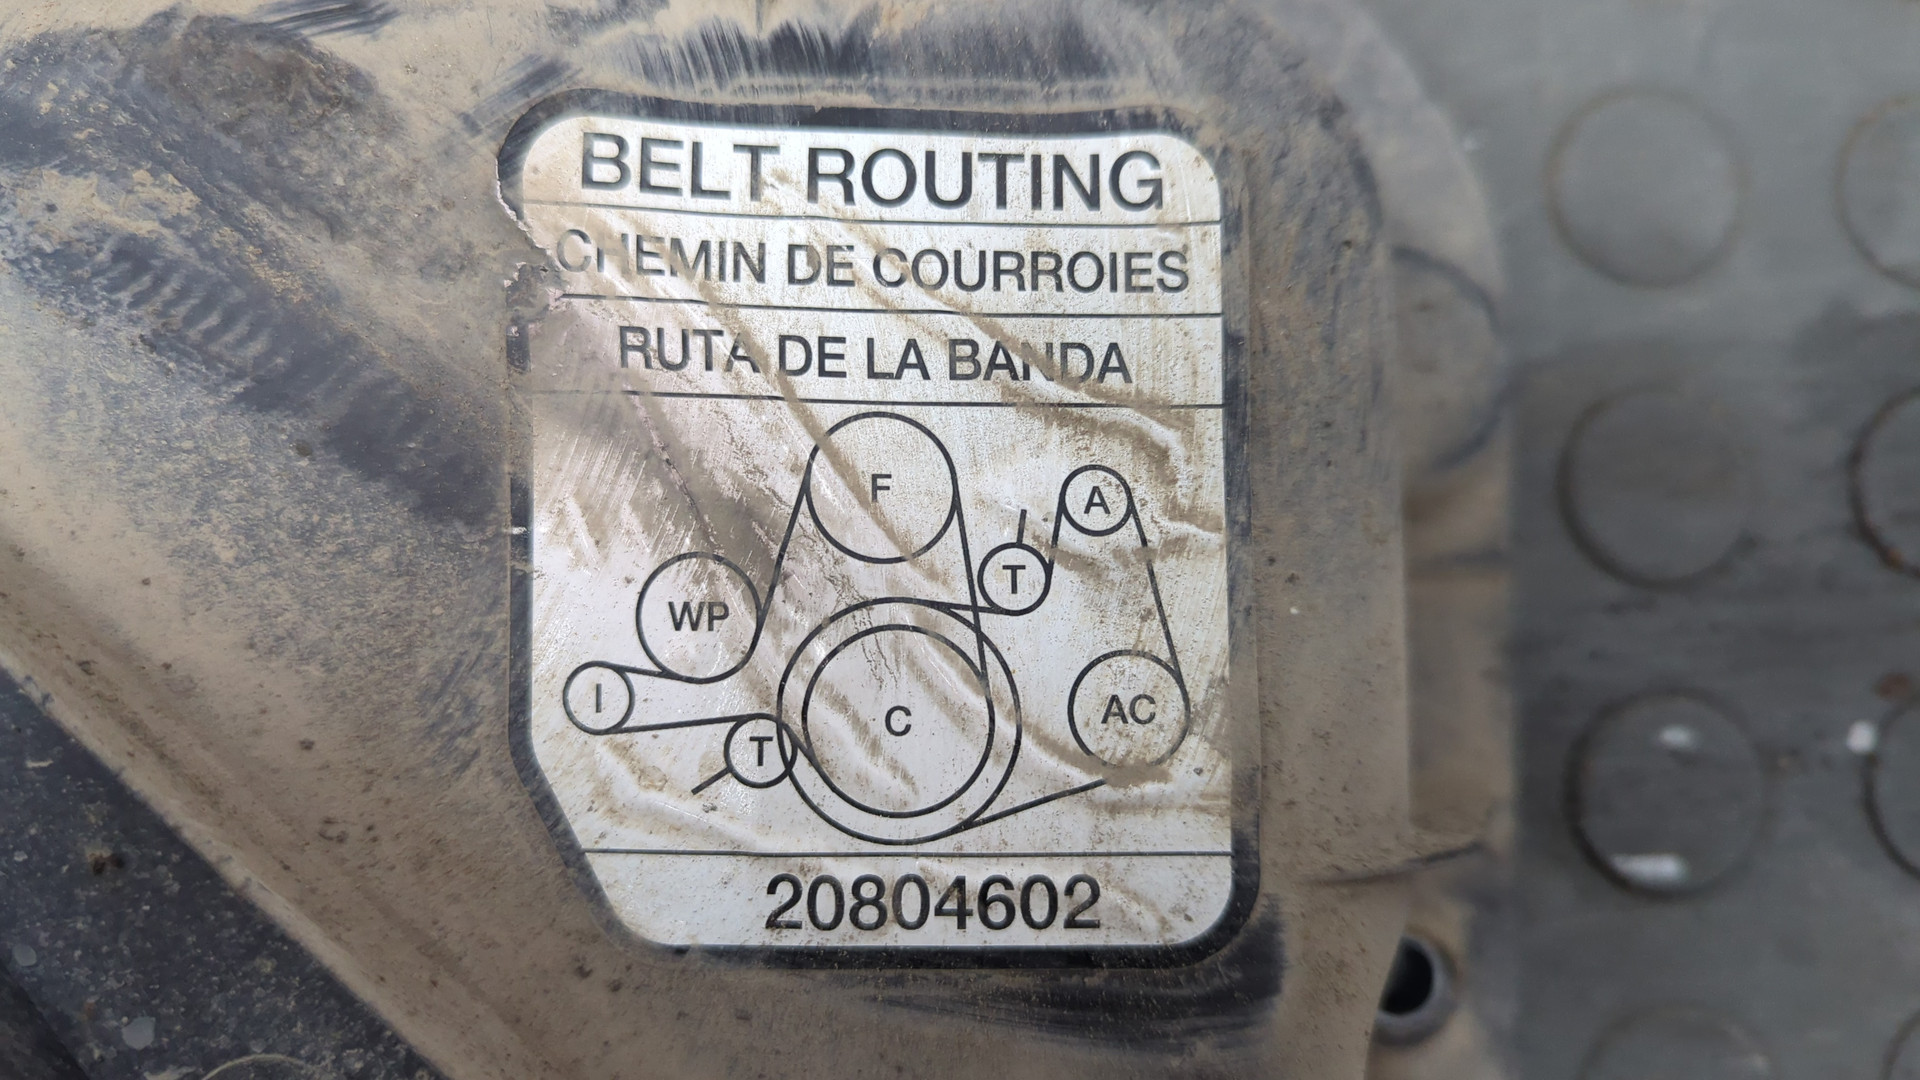 BELT ROUTING
CHEMIN DE COURROIES
RUTA DE LA BANDA
F
A
T
WP
I
C
AC
T
20804602